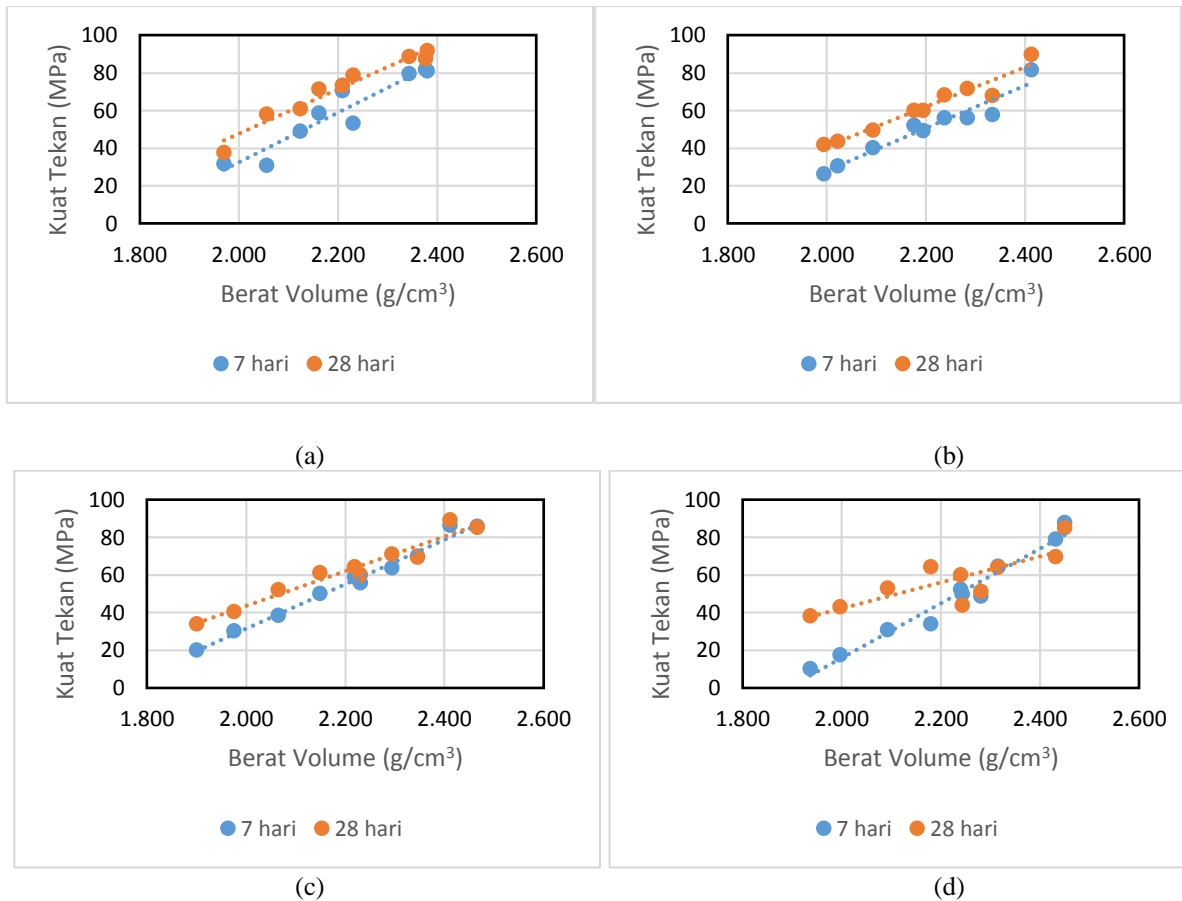 100
80
60
40
20
0
Kuat Tekan (MPa)
1.800 2.000 2.200 2.400 2.600
Berat Volume (g/cm³)
7 hari 28 hari
(a)
100
80
60
40
20
0
Kuat Tekan (MPa)
1.800 2.000 2.200 2.400 2.600
Berat Volume (g/cm³)
7 hari 28 hari
(b)
100
80
60
40
20
0
Kuat Tekan (MPa)
1.800 2.000 2.200 2.400 2.600
Berat Volume (g/cm³)
7 hari 28 hari
(c)
100
80
60
40
20
0
Kuat Tekan (MPa)
1.800 2.000 2.200 2.400 2.600
Berat Volume (g/cm³)
7 hari 28 hari
(d)